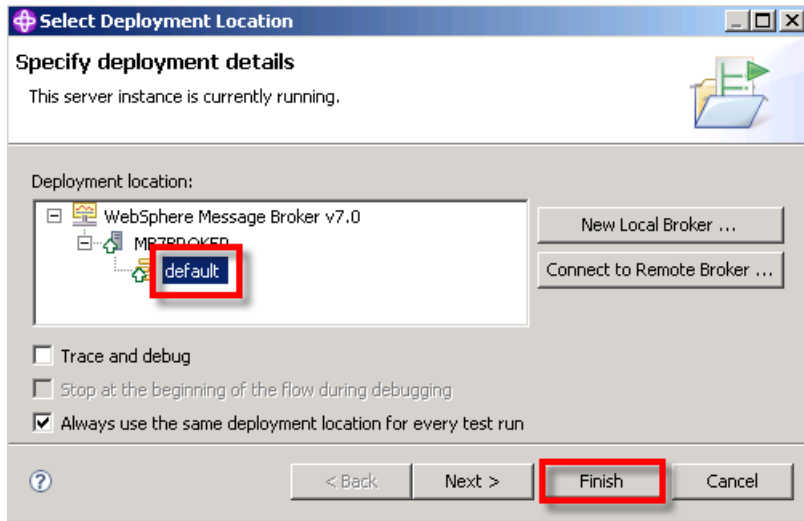 Select Deployment Location
Specify deployment details
This server instance is currently running.
Deployment location:
WebSphere Message Broker v7.0
MB7BROKER
default
New Local Broker ...
Connect to Remote Broker ...
Trace and debug
Stop at the beginning of the flow during debugging
Always use the same deployment location for every test run
?
< Back
Next >
Finish
Cancel